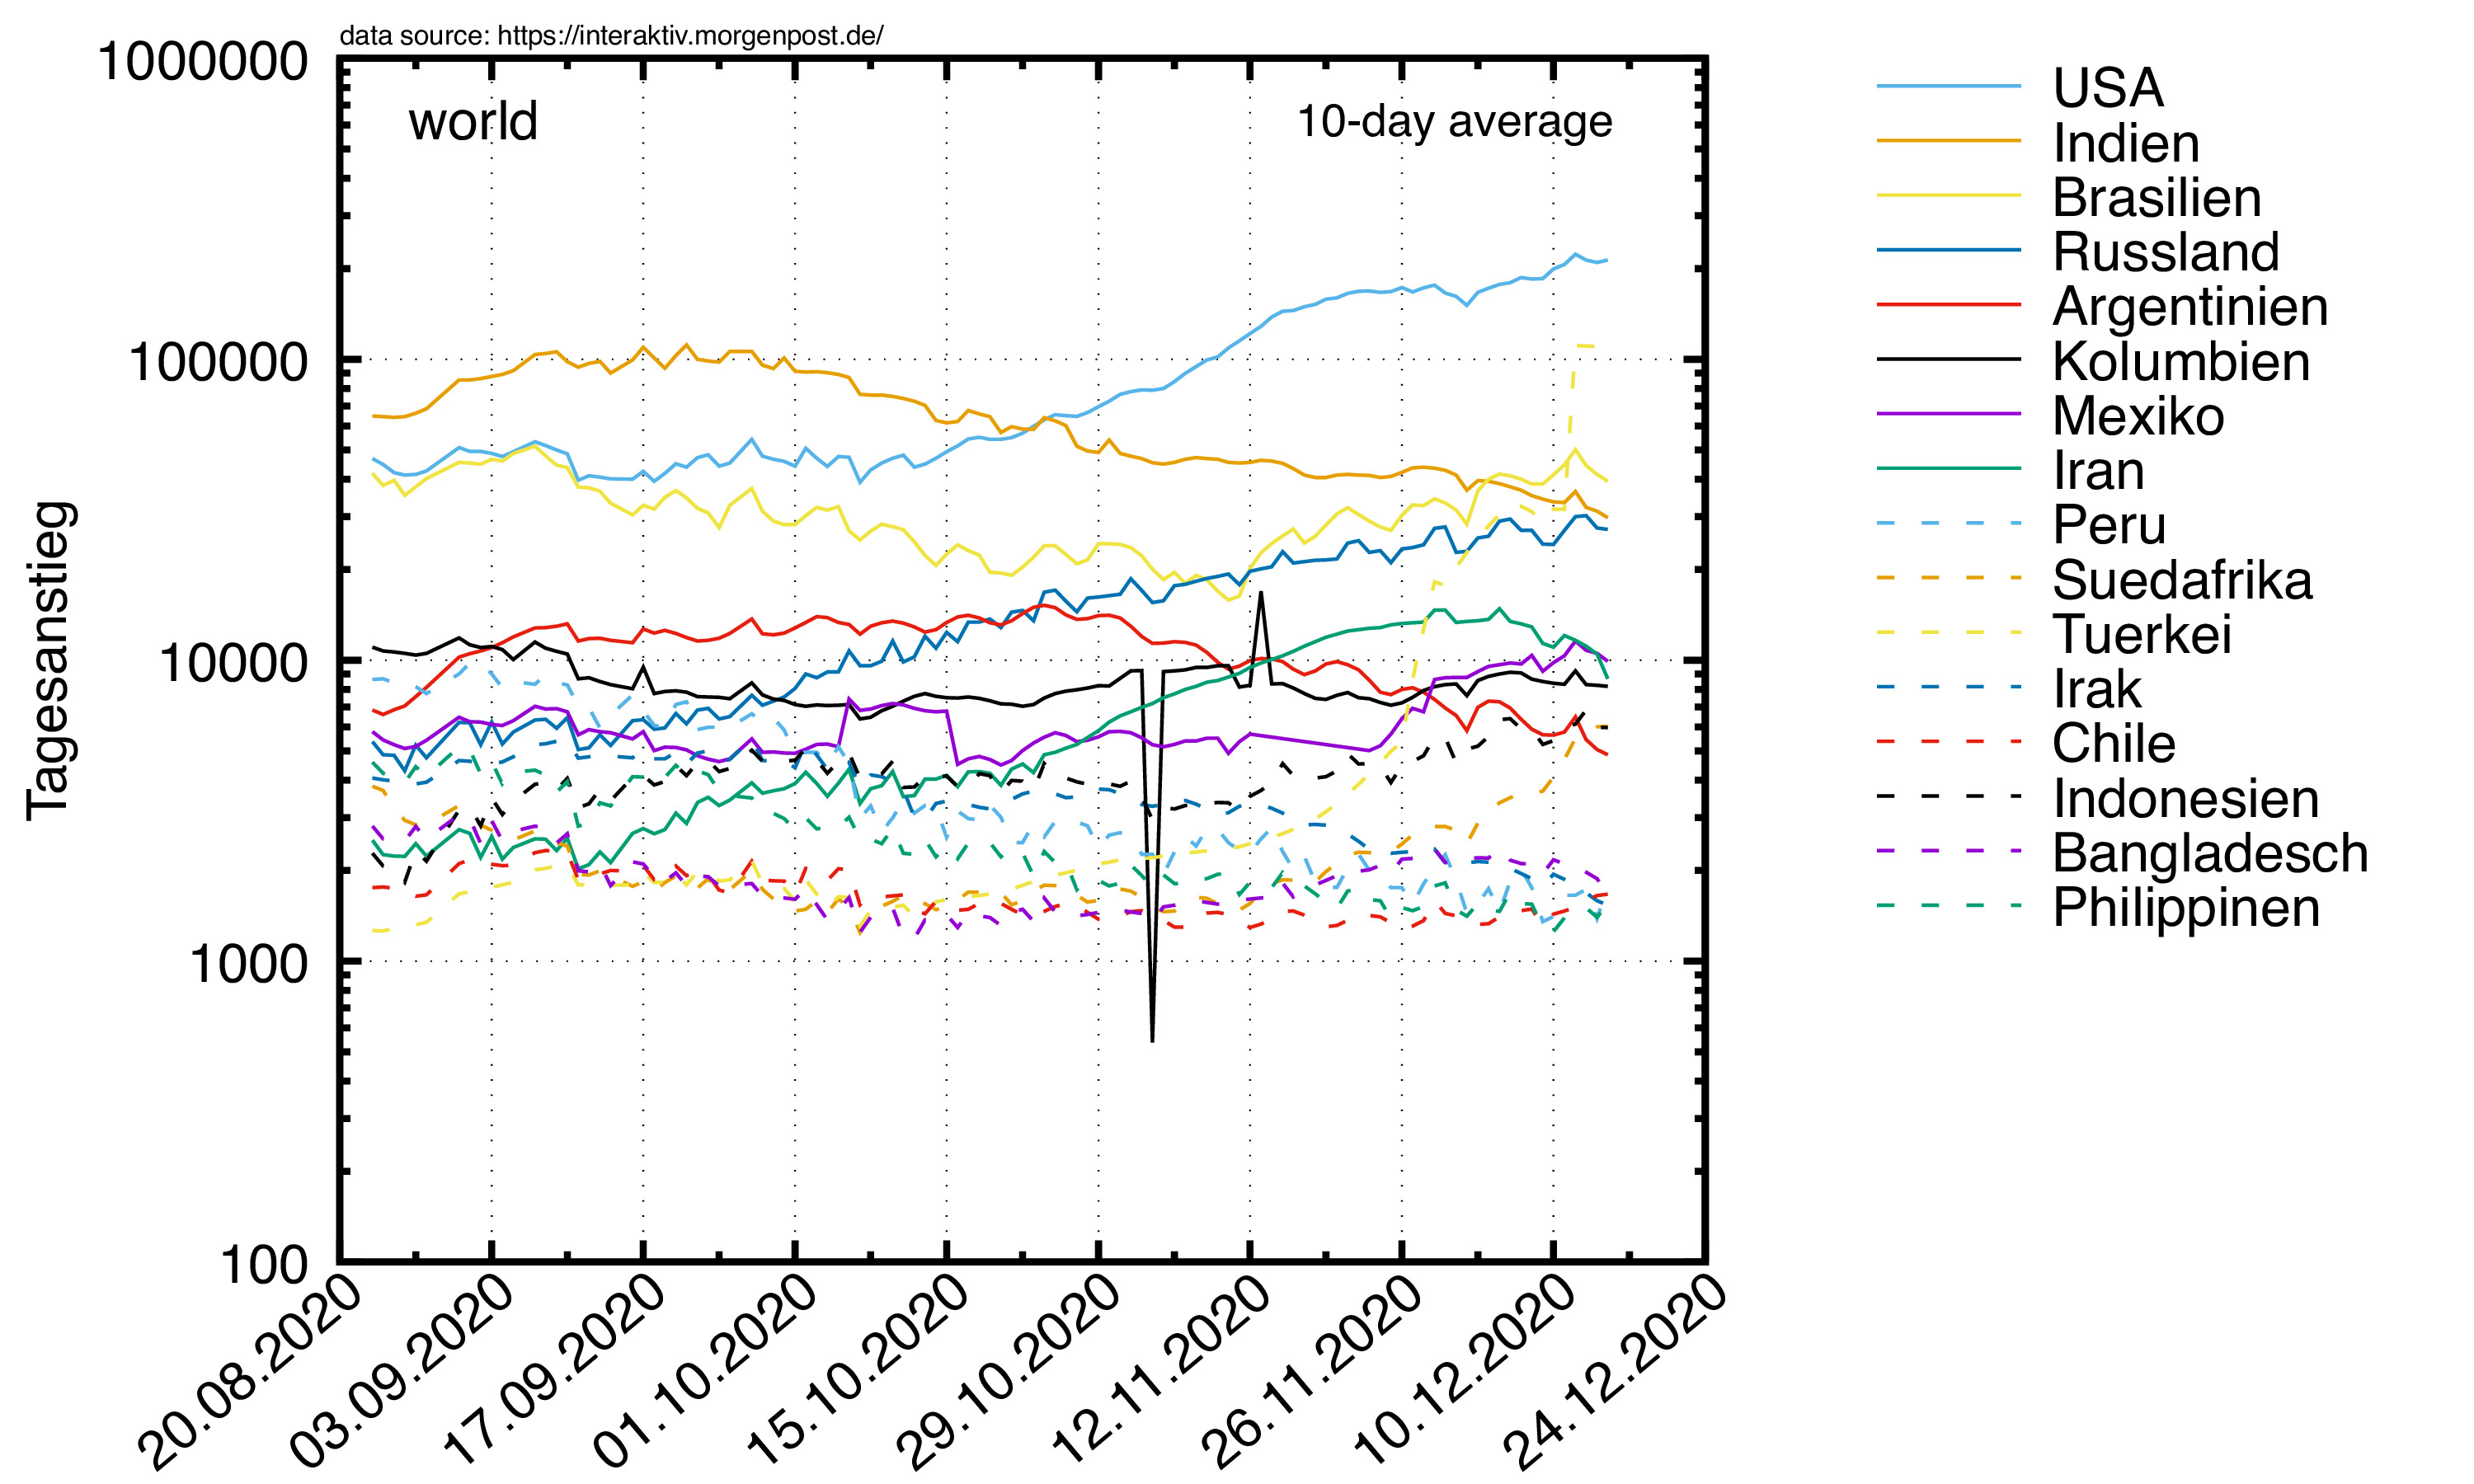 data source: https://interaktiv.morgenpost.de/
world
10-day average
Tagesanstieg
1000000
100000
10000
1000
100
20.08.2020
03.09.2020
17.09.2020
01.10.2020
15.10.2020
29.10.2020
12.11.2020
26.11.2020
10.12.2020
24.12.2020
USA
Indien
Brasilien
Russland
Argentinien
Kolumbien
Mexiko
Iran
Peru
Suedafrika
Tuerkei
Irak
Chile
Indonesien
Bangladesch
Philippinen